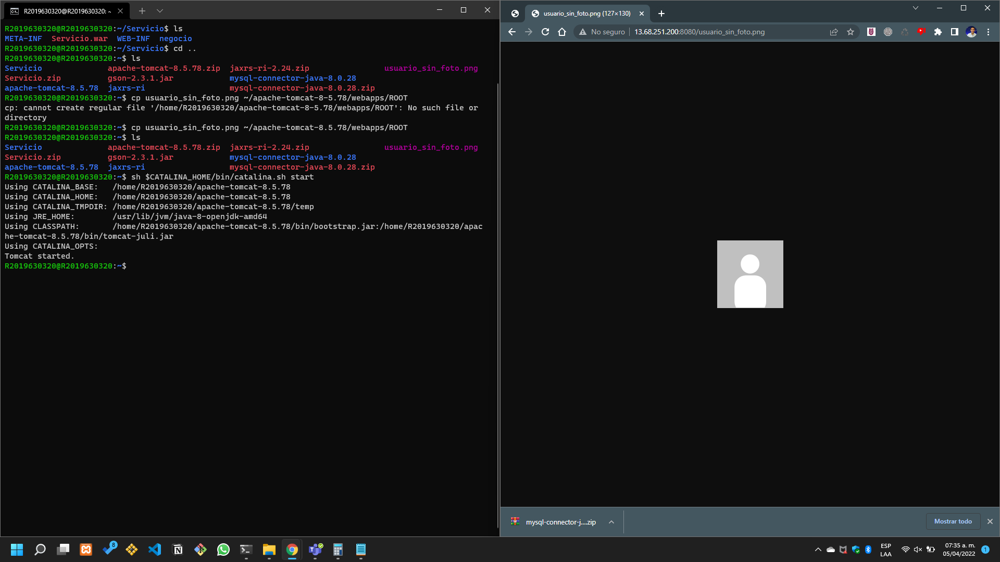 R2019630320@R2019630320: ~
R2019630320@R2019630320:~/Servicio$ ls
META-INF  Servicio.war  WEB-INF  negocio
R2019630320@R2019630320:~/Servicio$ cd ..
R2019630320@R2019630320:~$ ls
Servicio  apache-tomcat-8.5.78.zip  jaxrs-ri-2.24.zip  usuario_sin_foto.png
Servicio.zip  gson-2.3.1.jar  mysql-connector-java-8.0.28
apache-tomcat-8.5.78  jaxrs-ri  mysql-connector-java-8.0.28.zip
R2019630320@R2019630320:~$ cp usuario_sin_foto.png ~/apache-tomcat-8-5.78/webapps/ROOT
cp: cannot create regular file '/home/R2019630320/apache-tomcat-8-5.78/webapps/ROOT': No such file or
directory
R2019630320@R2019630320:~$ cp usuario_sin_foto.png ~/apache-tomcat-8.5.78/webapps/ROOT
R2019630320@R2019630320:~$ ls
Servicio  apache-tomcat-8.5.78.zip  jaxrs-ri-2.24.zip  usuario_sin_foto.png
Servicio.zip  gson-2.3.1.jar  mysql-connector-java-8.0.28
apache-tomcat-8.5.78  jaxrs-ri  mysql-connector-java-8.0.28.zip
R2019630320@R2019630320:~$ sh $CATALINA_HOME/bin/catalina.sh start
Using CATALINA_BASE:   /home/R2019630320/apache-tomcat-8.5.78
Using CATALINA_HOME:   /home/R2019630320/apache-tomcat-8.5.78
Using CATALINA_TMPDIR: /home/R2019630320/apache-tomcat-8.5.78/temp
Using JRE_HOME:        /usr/lib/jvm/java-8-openjdk-amd64
Using CLASSPATH:       /home/R2019630320/apache-tomcat-8.5.78/bin/bootstrap.jar:/home/R2019630320/apac
he-tomcat-8.5.78/bin/tomcat-juli.jar
Using CATALINA_OPTS:
Tomcat started.
R2019630320@R2019630320:~$
usuario_sin_foto.png (127×130)
No seguro
13.68.251.200:8080/usuario_sin_foto.png
mysql-connector-j....zip
Mostrar todo
8
ESP
LAA
07:35 a. m.
05/04/2022
1